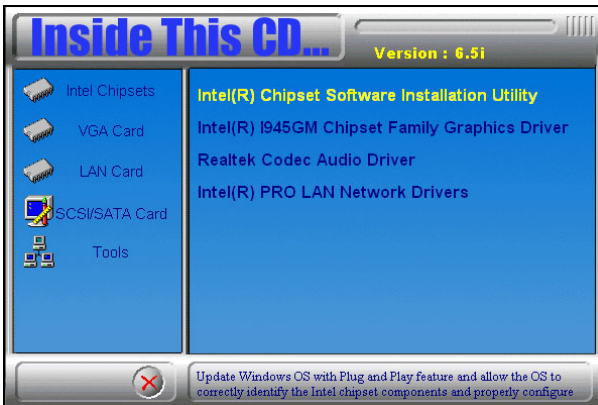 Inside This CD...
Version : 6.5i
Intel Chipsets
VGA Card
LAN Card
SCSI/SATA Card
Tools
Intel(R) Chipset Software Installation Utility
Intel(R) I945GM Chipset Family Graphics Driver
Realtek Codec Audio Driver
Intel(R) PRO LAN Network Drivers
Update Windows OS with Plug and Play feature and allow the OS to
correctly identify the Intel chipset components and properly configure